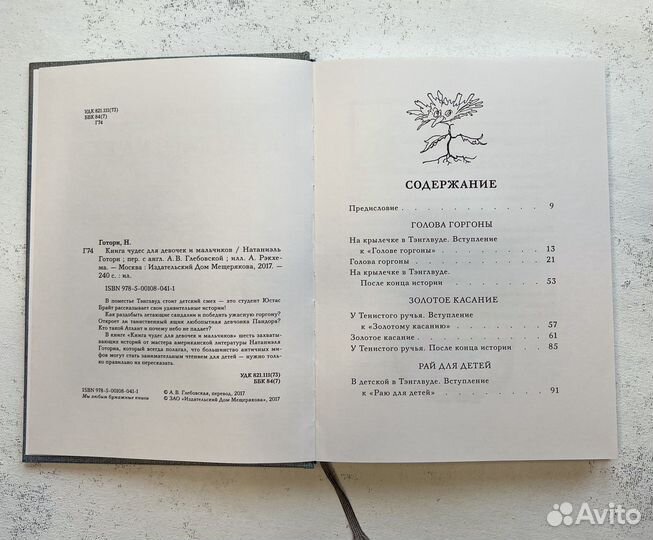 УДК 821.111(73)
ББК 84(7)
Г74
Готорн, Н.
Г74 Книга чудес для девочек и мальчиков / Натаниэль
Готорн ; пер. с англ. А. В. Глебовской ; илл. А. Рэкхе-
ма. — Москва : Издательский Дом Мещерякова, 2017. —
240 с. : ил.
ISBN 978-5-00108-041-1
В поместье Тэнглвуд стоит детский смех — это студент Юстас
Брайт рассказывает свои удивительные истории!
Как раздобыть летающие сандалии и победить ужасную горгону?
Откроет ли таинственный ящик любопытная девчонка Пандора?
Кто такой Атлант и почему небо не падает?
В книге «Книга чудес для девочек и мальчиков» шесть захваты-
вающих историй от мастера американской литературы Натаниэля
Готорна, который всегда полагал, что большинство античных ми-
фов могут стать занимательным чтением для детей — нужно только
правильно их пересказать.
УДК 821.111(73)
ББК 84(7)
ISBN 978-5-00108-041-1
Мы любим бумажные книги
© А. В. Глебовская, перевод, 2017
© ЗАО «Издательский Дом Мещерякова», 2017
СОДЕРЖАНИЕ
Предисловие 9
ГОЛОВА ГОРГОНЫ
На крылечке в Тэнглвуде. Вступление
к «Голове горгоны» 13
Голова горгоны 21
На крылечке в Тэнглвуде.
После конца истории 53
ЗОЛОТОЕ КАСАНИЕ
У Тенистого ручья. Вступление
к «Золотому касанию» 57
Золотое касание 61
У Тенистого ручья. После конца истории 85
РАЙ ДЛЯ ДЕТЕЙ
В детской в Тэнглвуде. Вступление
к «Раю для детей» 91
Avito